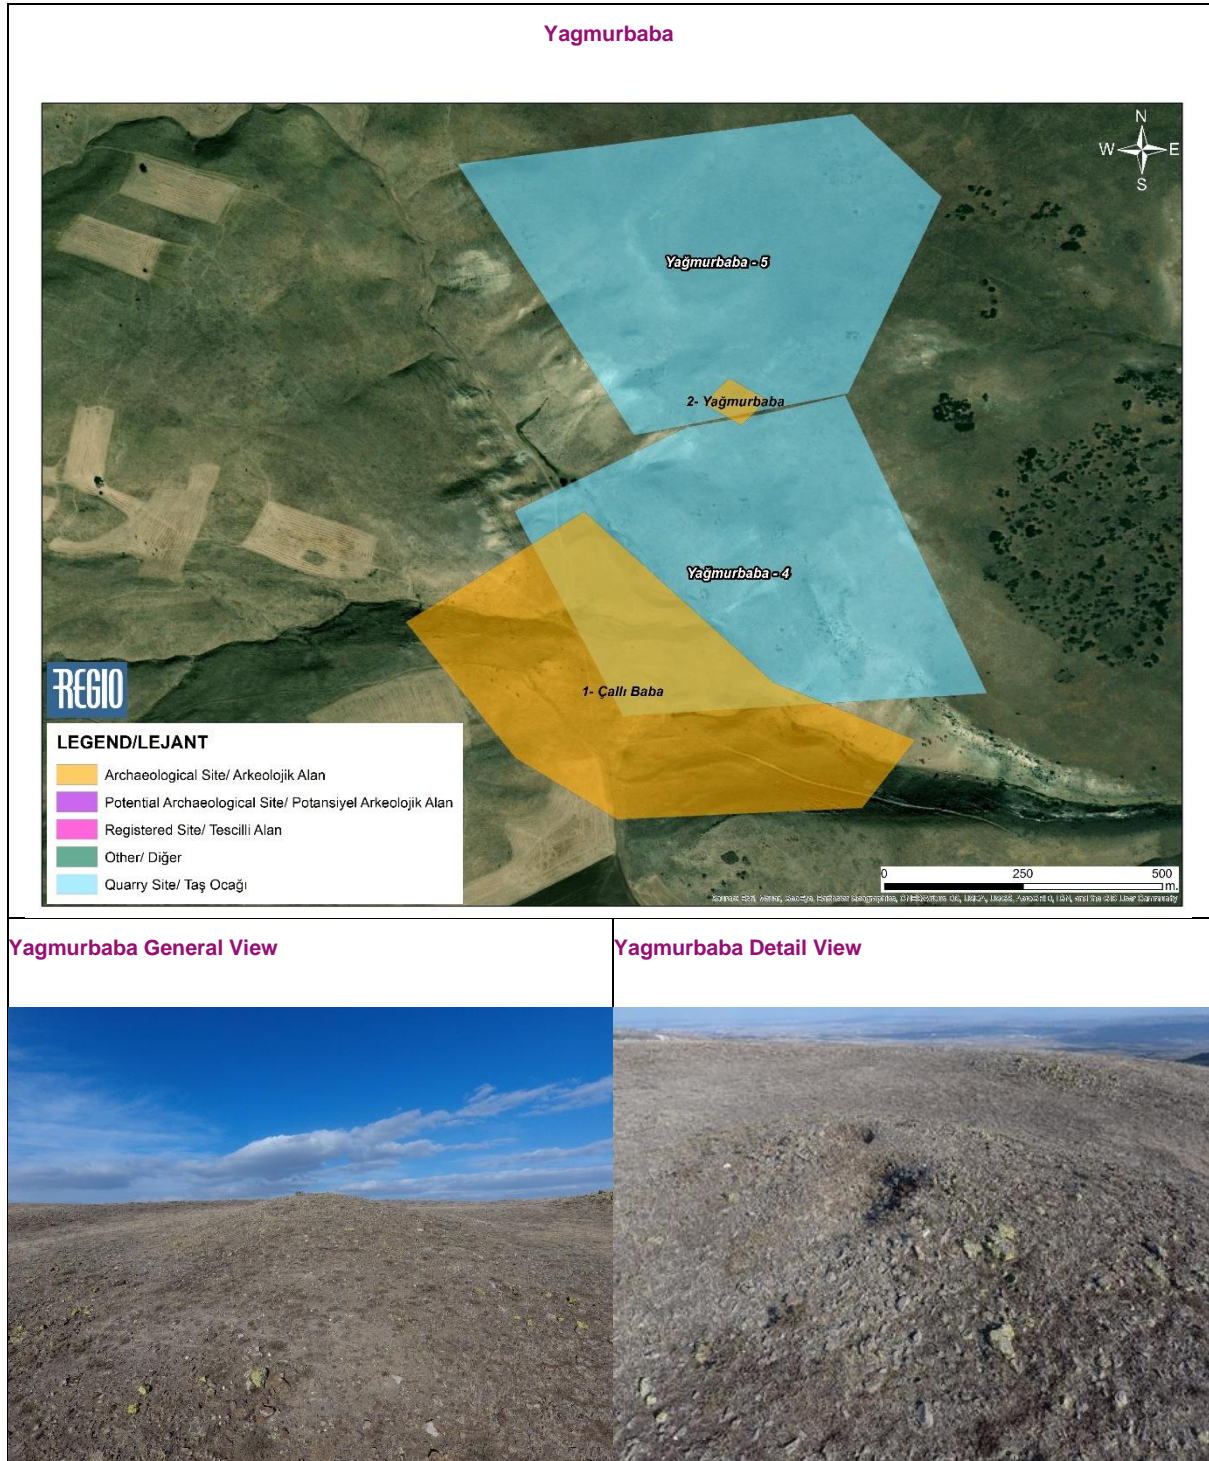 Yagmurbaba
N
W E
S
Yağmurbaba - 5
2- Yağmurbaba
Yağmurbaba - 4
1- Çallı Baba
REGIO
LEGEND/LEJANT
Archaeological Site/ Arkeolojik Alan
Potential Archaeological Site/ Potansiyel Arkeolojik Alan
Registered Site/ Tescilli Alan
Other/ Diğer
Quarry Site/ Taş Ocağı
0 250 500
m.
Yagmurbaba General View
Yagmurbaba Detail View